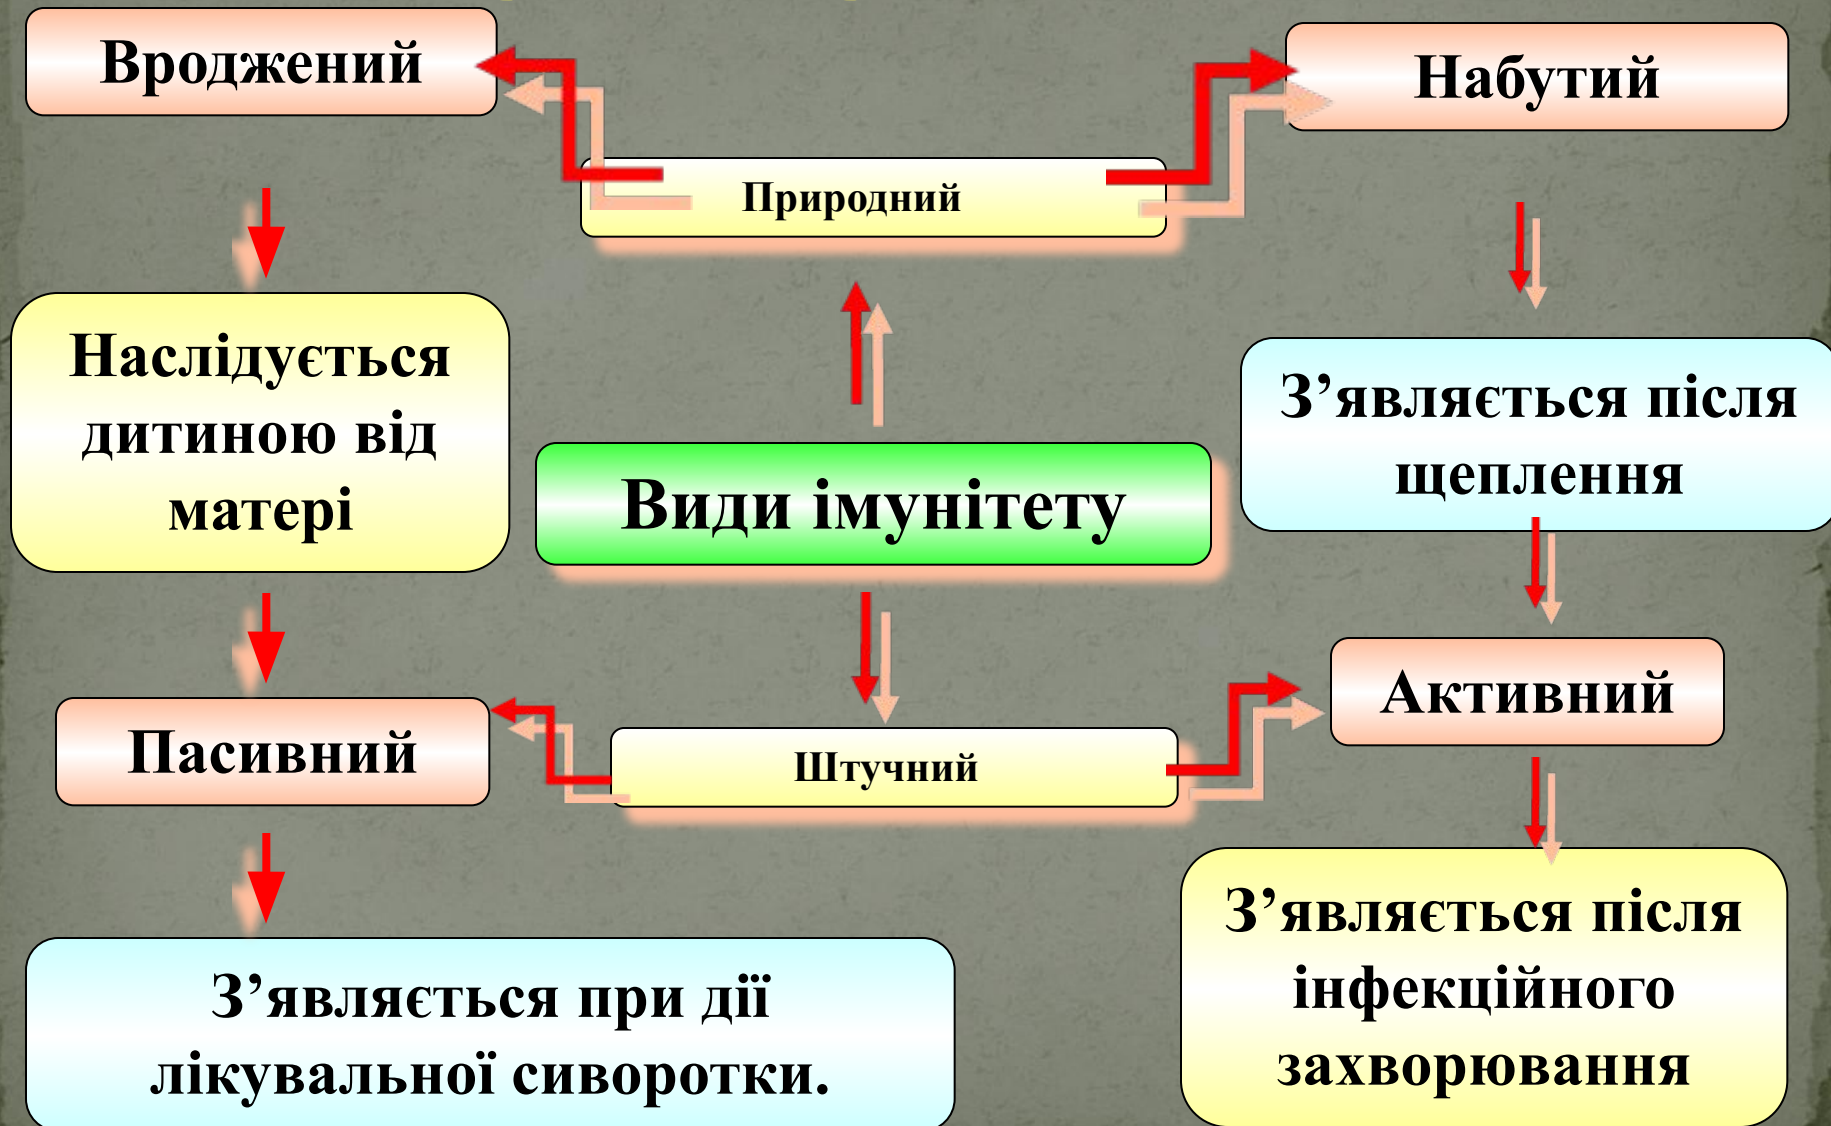 Вроджений
Набутий
Природний
Наслідується
дитиною від
матері
З’являється після
щеплення
Види імунітету
Пасивний
Штучний
Активний
З’являється при дії
лікувальної сиворотки.
З’являється після
інфекційного
захворювання